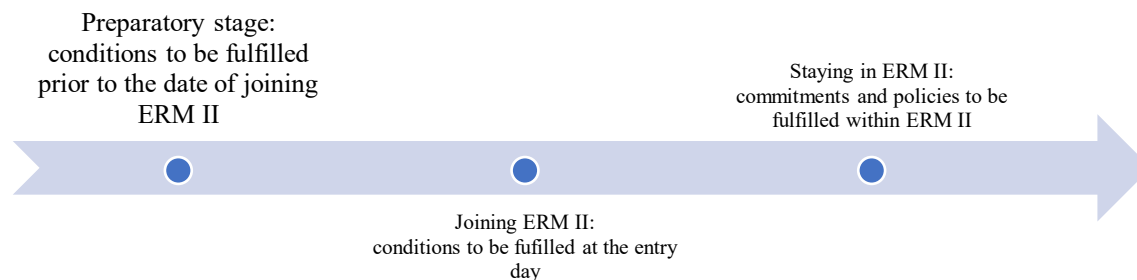 Preparatory stage:
conditions to be fulfilled
prior to the date of joining
ERM II
Joining ERM II:
conditions to be fufilled at the entry
day
Staying in ERM II:
commitments and policies to be
fulfilled within ERM II